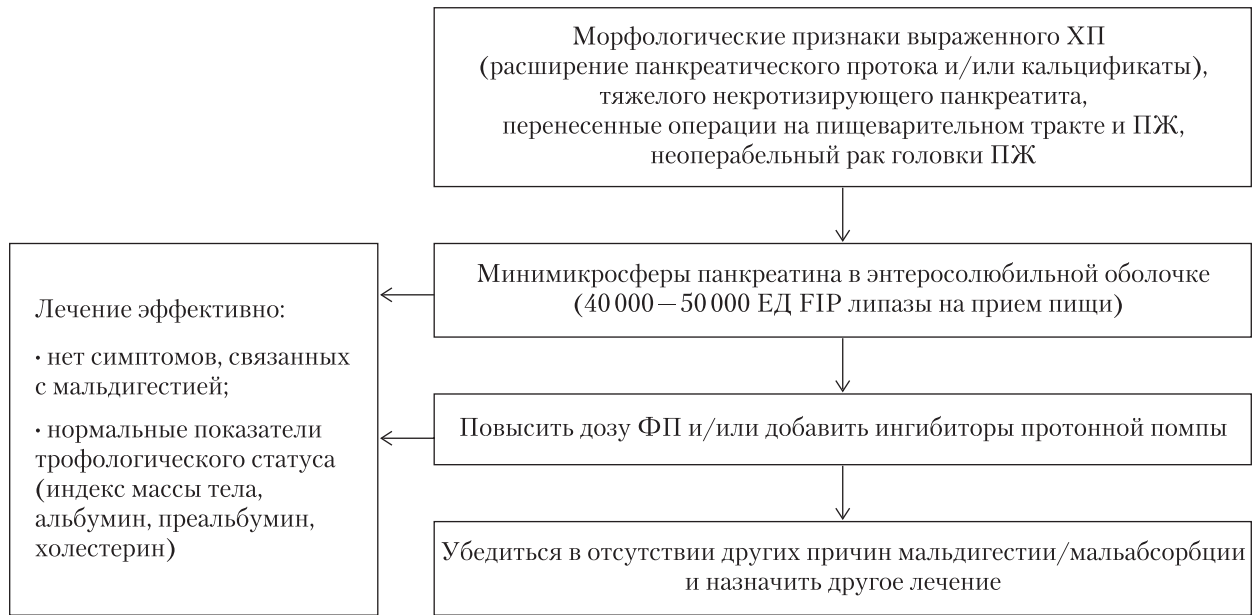 Морфологические признаки выраженного ХП
(расширение панкреатического протока и/или кальцификаты),
тяжелого некротизирующего панкреатита,
перенесенные операции на пищеварительном тракте и ПЖ,
неоперабельный рак головки ПЖ
Минимикросферы панкреатина в энтеросолюбильной оболочке
(40 000 – 50 000 ЕД FIP липазы на прием пищи)
Лечение эффективно:
· нет симптомов, связанных
с мальдигестией;
· нормальные показатели
трофологического статуса
(индекс массы тела,
альбумин, преальбумин,
холестерин)
Повысить дозу ФП и/или добавить ингибиторы протонной помпы
Убедиться в отсутствии других причин мальдигестии/мальабсорбции
и назначить другое лечение